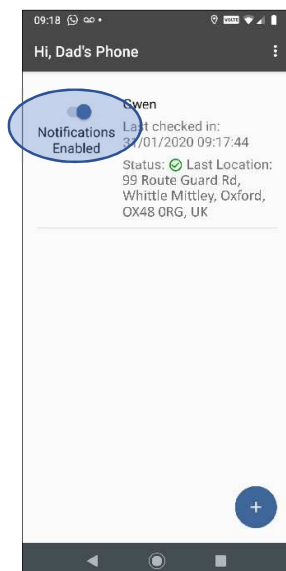 09:18
VoLTE
Hi, Dad's Phone
Notifications
Enabled
Gwen
Last checked in:
31/01/2020 09:17:44
Status: Last Location:
99 Route Guard Rd,
Whittle Mittley, Oxford,
OX48 0RG, UK
+